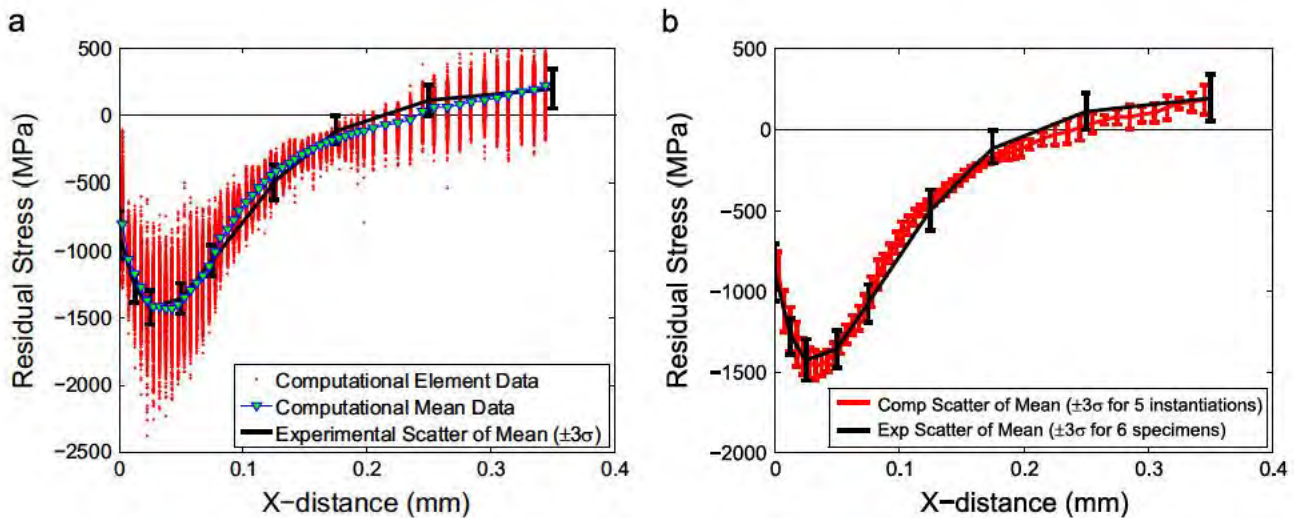 a
500
0
−500
−1000
−1500
−2000
−2500
Residual Stress (MPa)
Computational Element Data
Computational Mean Data
Experimental Scatter of Mean (±3σ)
0
0.1
0.2
0.3
0.4
X−distance (mm)
b
500
0
−500
−1000
−1500
−2000
Residual Stress (MPa)
Comp Scatter of Mean (±3σ for 5 instantiations)
Exp Scatter of Mean (±3σ for 6 specimens)
0
0.1
0.2
0.3
0.4
X−distance (mm)